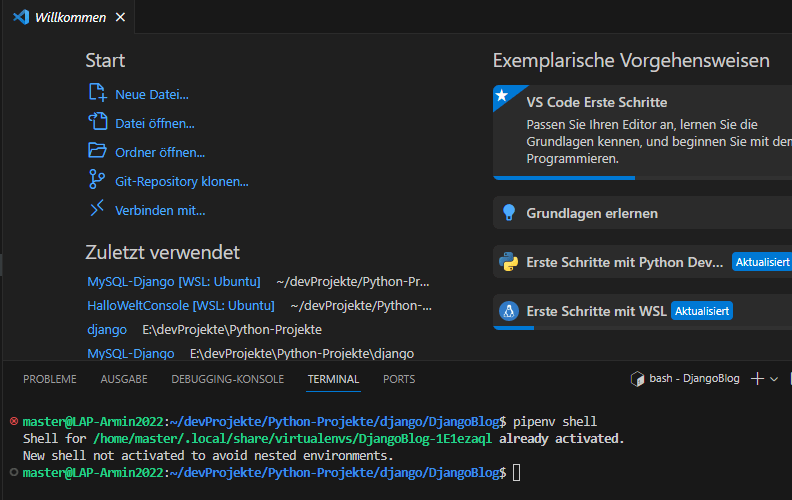 Willkommen
Start
Neue Datei...
Datei öffnen...
Ordner öffnen...
Git-Repository klonen...
Verbinden mit...
Zuletzt verwendet
MySQL-Django [WSL: Ubuntu] ~/devProjekte/Python-Pr...
HalloWeltConsole [WSL: Ubuntu] ~/devProjekte/Python-...
django E:\devProjekte\Python-Projekte
MySQL-Django E:\devProjekte\Python-Projekte\django
Exemplarische Vorgehensweisen
VS Code Erste Schritte
Passen Sie Ihren Editor an, lernen Sie die
Grundlagen kennen, und beginnen Sie mit dem
Programmieren.
Grundlagen erlernen
Erste Schritte mit Python Dev... Aktualisiert
Erste Schritte mit WSL Aktualisiert
PROBLEME AUSGABE DEBUGGING-KONSOLE TERMINAL PORTS bash - DjangoBlog
master@LAP-Armin2022:~/devProjekte/Python-Projekte/django/DjangoBlog$ pipenv shell
Shell for /home/master/.local/share/virtualenvs/DjangoBlog-1E1ezaql already activated.
New shell not activated to avoid nested environments.
master@LAP-Armin2022:~/devProjekte/Python-Projekte/django/DjangoBlog$